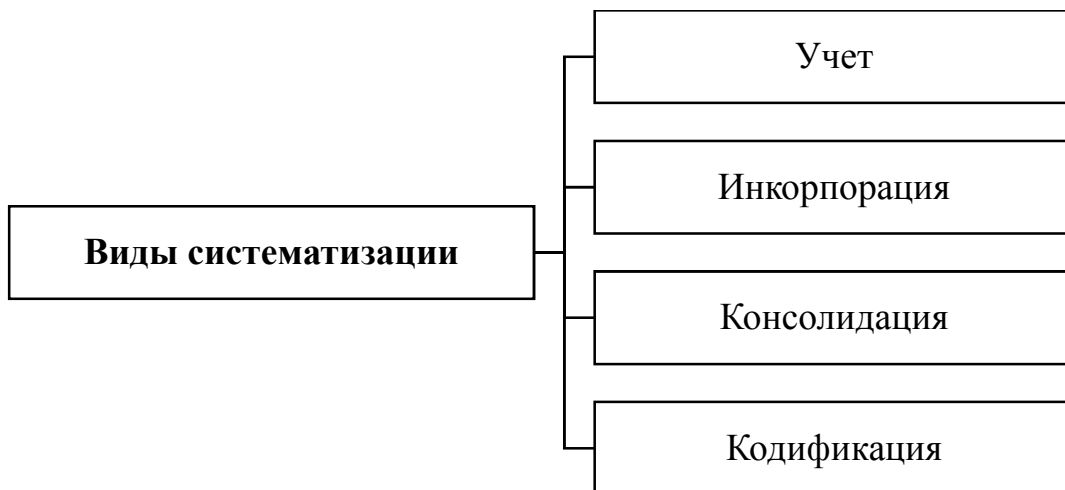 Учет
Инкорпорация
Виды систематизации
Консолидация
Кодификация